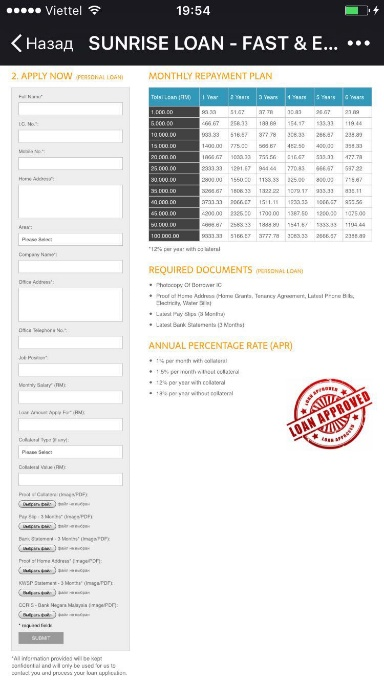 Viettel
19:54
Назад
SUNRISE LOAN - FAST & E...
2. APPLY NOW (PERSONAL LOAN)
Full Name*
I.C. No.*:
Mobile No.*:
Home Address*:
Area*:
Please Select
Company Name*:
Office Address*:
Office Telephone No.*:
Job Position*:
Monthly Salary* (RM):
Loan Amount Apply For* (RM):
Collateral Type (if any):
Please Select
Collateral Value (RM):
Proof of Collateral (Image/PDF):
Выбрать файл файл не выбран
Pay Slip - 3 Months* (Image/PDF):
Выбрать файл файл не выбран
Bank Statement - 3 Months* (Image/PDF):
Выбрать файл файл не выбран
Proof of Home Address* (Image/PDF):
Выбрать файл файл не выбран
KWSP Statement - 3 Months* (Image/PDF):
Выбрать файл файл не выбран
CCRIS - Bank Negara Malaysia (Image/PDF):
Выбрать файл файл не выбран
* required fields
SUBMIT
*All information provided will be kept
confidential and will only be used for us to
contact you and process your loan application.
MONTHLY REPAYMENT PLAN
Total Loan (RM) 1 Year 2 Years 3 Years 4 Years 5 Years 6 Years
1,000.00 93.33 51.67 37.78 30.83 26.67 23.89
5,000.00 466.67 258.33 188.89 154.17 133.33 119.44
10,000.00 933.33 516.67 377.78 308.33 266.67 238.89
15,000.00 1400.00 775.00 566.67 462.50 400.00 358.33
20,000.00 1866.67 1033.33 755.56 616.67 533.33 477.78
25,000.00 2333.33 1291.67 944.44 770.83 666.67 597.22
30,000.00 2800.00 1550.00 1133.33 925.00 800.00 716.67
35,000.00 3266.67 1808.33 1322.22 1079.17 933.33 836.11
40,000.00 3733.33 2066.67 1511.11 1233.33 1066.67 955.56
45,000.00 4200.00 2325.00 1700.00 1387.50 1200.00 1075.00
50,000.00 4666.67 2583.33 1888.89 1541.67 1333.33 1194.44
100,000.00 9333.33 5166.67 3777.78 3083.33 2666.67 2388.89
*12% per year with collateral
REQUIRED DOCUMENTS (PERSONAL LOAN)
Photocopy Of Borrower IC
Proof of Home Address (Home Grants, Tenancy Agreement, Latest Phone Bills,
Electricity, Water Bills)
Latest Pay Slips (3 Months)
Latest Bank Statements (3 Months)
ANNUAL PERCENTAGE RATE (APR)
1% per month with collateral
1.5% per month without collateral
12% per year with collateral
18% per year without collateral
LOAN APPROVED
LOAN APPROVED
LOAN APPROVED